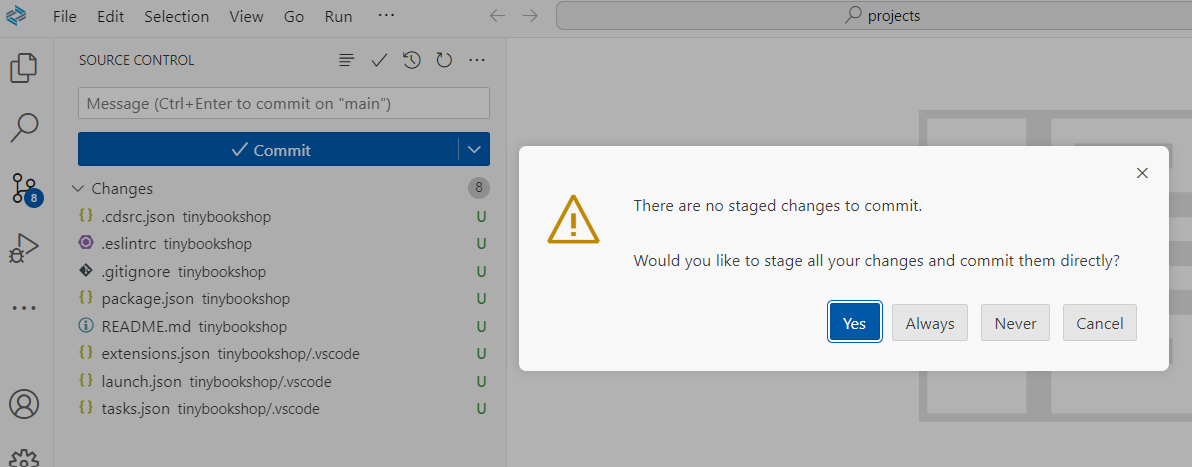 File Edit Selection View Go Run ...
projects
SOURCE CONTROL
Message (Ctrl+Enter to commit on "main")
Commit
Changes 8
.cdsrc.json tinybookshop U
.eslintrc tinybookshop U
8
.gitignore tinybookshop U
package.json tinybookshop U
README.md tinybookshop U
extensions.json tinybookshop/.vscode U
launch.json tinybookshop/.vscode U
tasks.json tinybookshop/.vscode U
There are no staged changes to commit.
Would you like to stage all your changes and commit them directly?
Yes Always Never Cancel